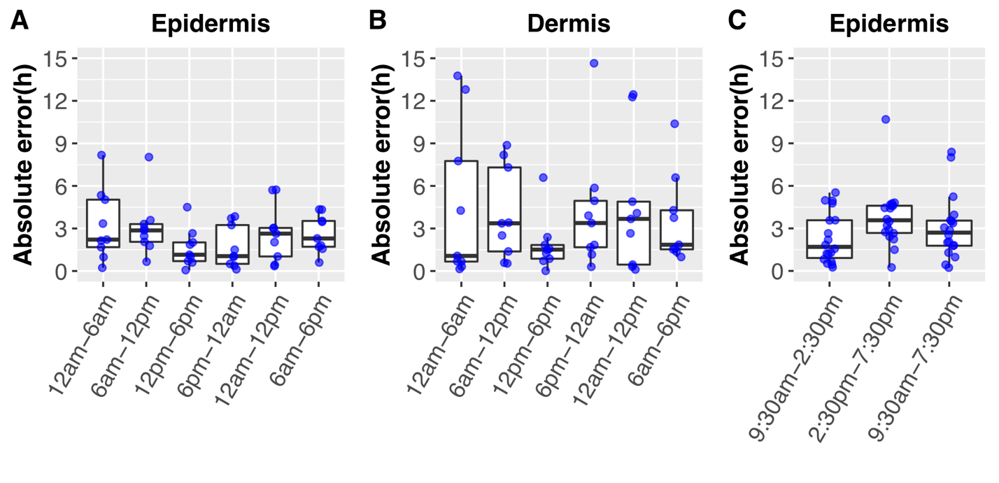 A Epidermis
Absolute error(h)
15
12
9
6
3
0
12am−6am
6am−12pm
12pm−6pm
6pm−12am
12am−12pm
6am−6pm
B Dermis
Absolute error(h)
15
12
9
6
3
0
12am−6am
6am−12pm
12pm−6pm
6pm−12am
12am−12pm
6am−6pm
C Epidermis
Absolute error(h)
15
12
9
6
3
0
9:30am−2:30pm
2:30pm−7:30pm
9:30am−7:30pm